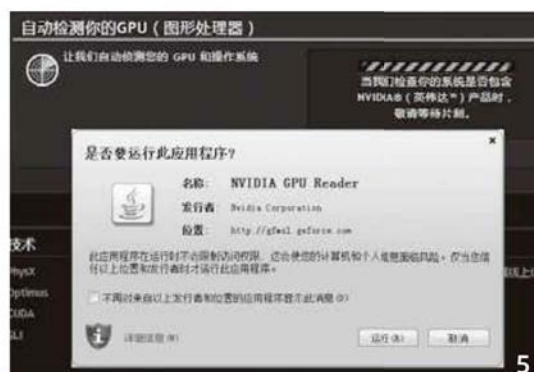 自动检测你的GPU（图形处理器）
让我们自动侦测您的 GPU 和操作系统
当我们检查你的系统是否包含
NVIDIA®（英伟达™）产品时，
敬请等待片刻。
是否要运行此应用程序?
名称: NVIDIA GPU Reader
发行者: Nvidia Corporation
位置:
此应用程序在运行时不会限制访问权限，这会使您的计算机和个人信息面临风险。仅当您信
任以上位置和发行者时才运行此应用程序。
不再对来自以上发行者和位置的应用程序显示此消息(D)
详细信息(M)
运行(R) 取消
技术
PhysX
Optimus
CUDA
SLI
5